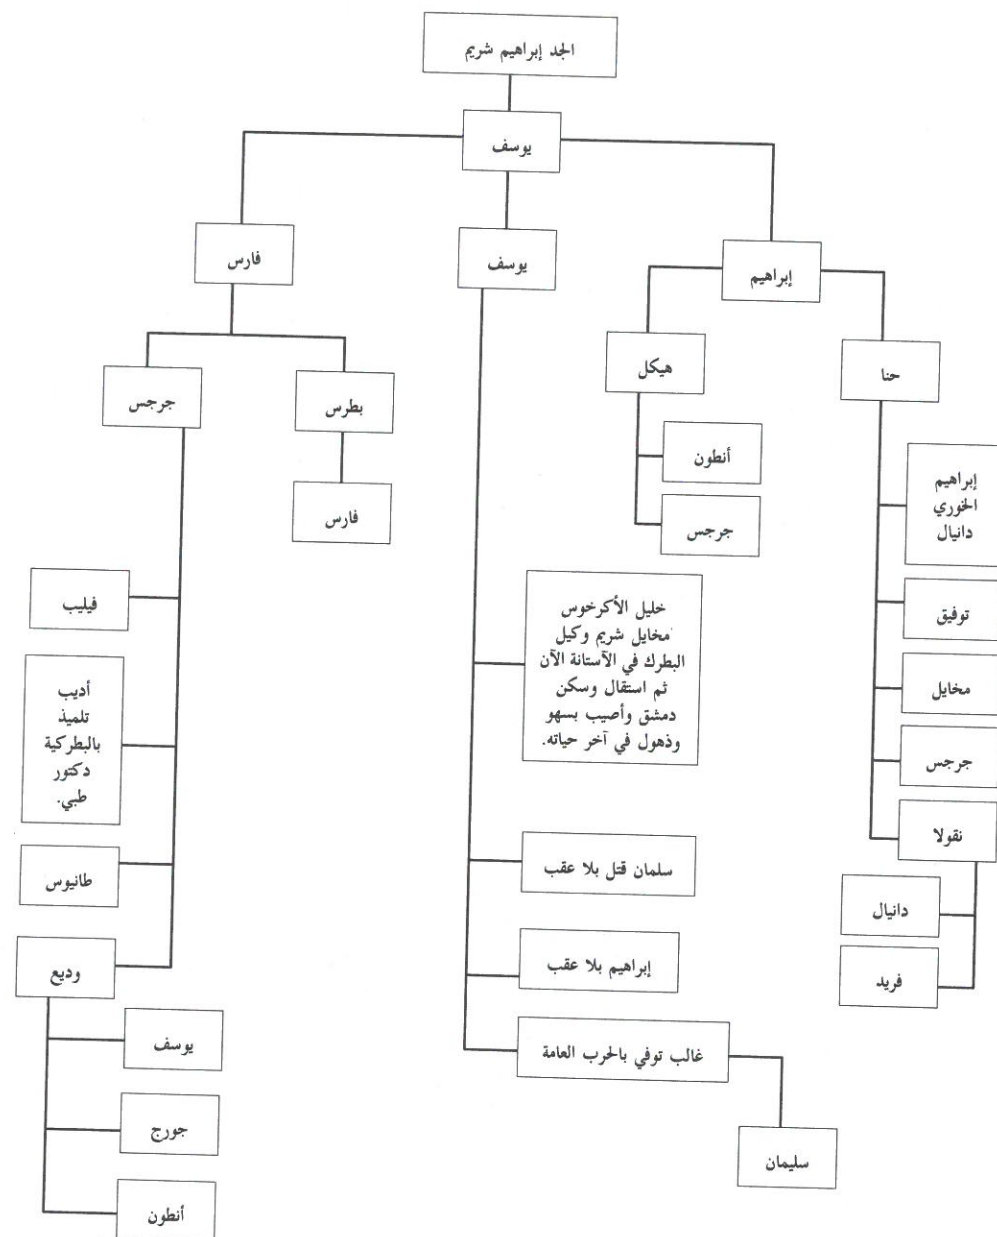 الجد إبراهيم شريم
يوسف
إبراهيم
يوسف
فارس
حنا
هيكل
بطرس
جرجس
إبراهيم
الخوري
دانيال
توفيق
مخايل
جرجس
نقولا
دانيال
فريد
أنطون
جرجس
خليل الأكرخوس
مخايل شريم وكيل
البطرك في الآستانة الآن
ثم استقال وسكن
دمشق وأصيب بسهو
وذهول في آخر حياته.
سلمان قتل بلا عقب
إبراهيم بلا عقب
غالب توفي بالحرب العامة
سليمان
فارس
فيليب
أديب
تلميذ
بالبطركية
دكتور
طبي.
طانيوس
وديع
يوسف
جورج
أنطون